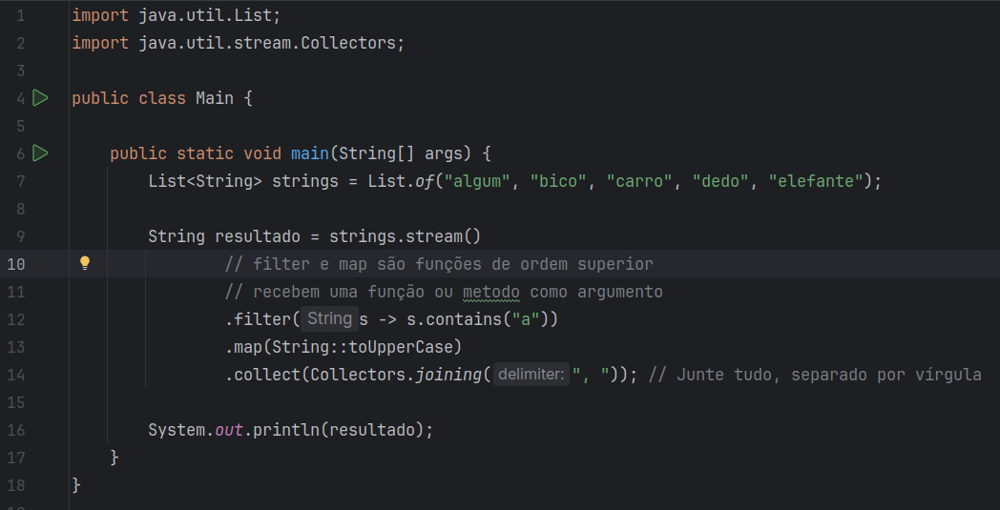 1 import java.util.List;
2 import java.util.stream.Collectors;
3
4 public class Main {
5
6 public static void main(String[] args) {
7 List<String> strings = List.of("algum", "bico", "carro", "dedo", "elefante");
8
9 String resultado = strings.stream()
10 // filter e map são funções de ordem superior
11 // recebem uma função ou metodo como argumento
12 .filter( String s -> s.contains("a"))
13 .map(String::toUpperCase)
14 .collect(Collectors.joining( delimiter: ", ")); // Junte tudo, separado por vírgula
15
16 System.out.println(resultado);
17 }
18 }